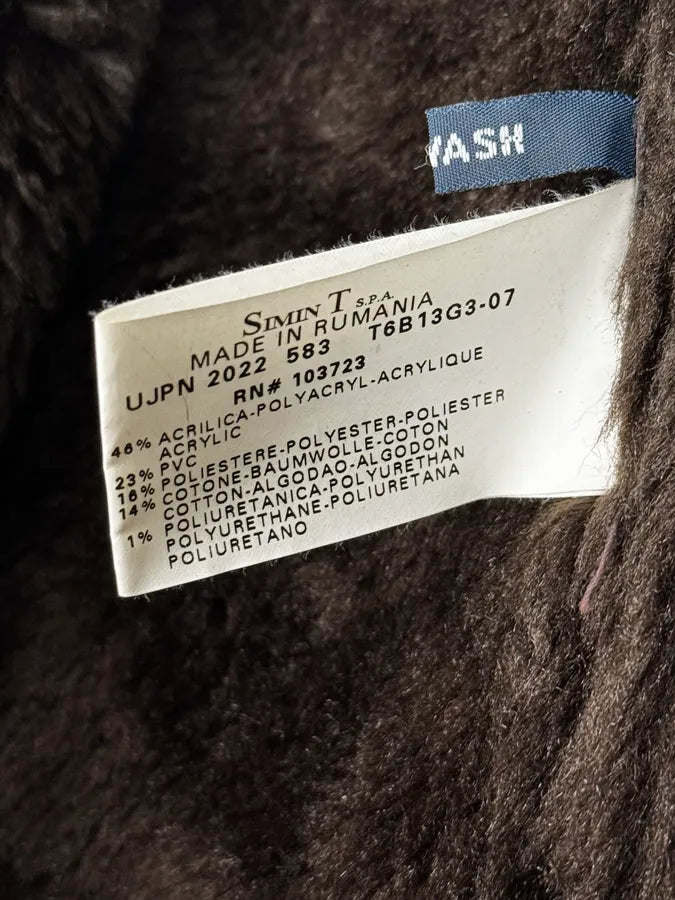 WASH
SIMIN T S.P.A.
MADE IN RUMANIA
UJPN 2022 583 T6B13G3-07
RN# 103723
46% ACRILICA-POLYACRYL-ACRYLIQUE
ACRYLIC
23% PVC
16% POLIESTERE-POLYESTER-POLIESTER
14% COTONE-BAUMWOLLE-COTON
COTTON-ALGODAO-ALGODON
1% POLIURETANICA-POLYURETHAN
POLYURETHANE-POLIURETANA
POLIURETANO